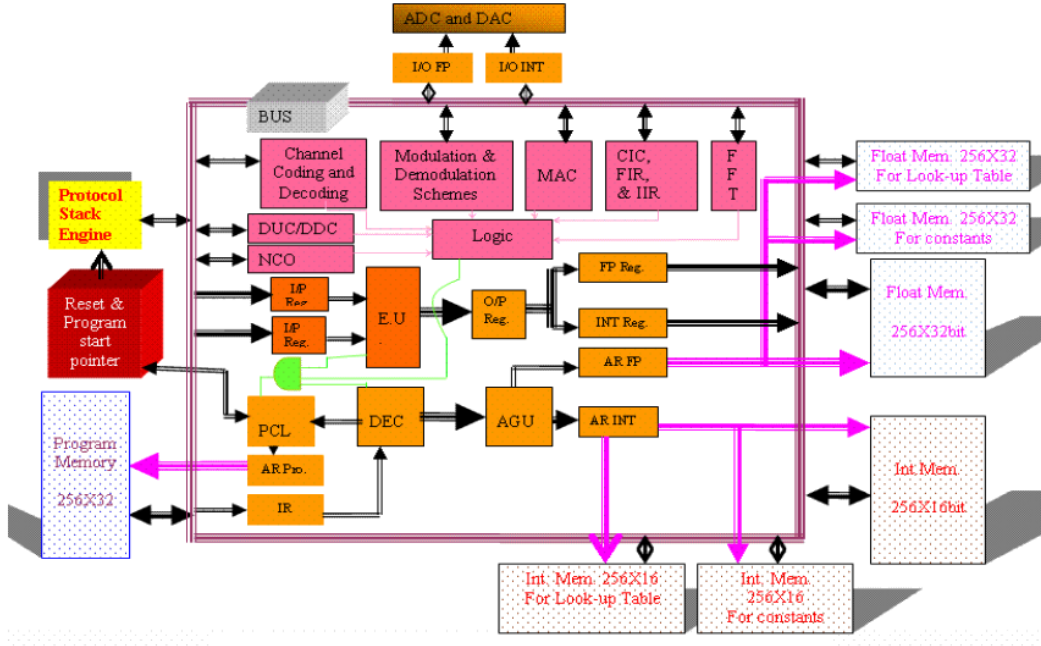 ADC and DAC
I/O FP
I/O INT
BUS
Channel
Coding and
Decoding
Modulation &
Demodulation
Schemes
MAC
CIC,
FIR,
& IIR
F
F
T
Float Mem. 256X32
For Look-up Table
Protocol
Stack
Engine
DUC/DDC
Logic
Float Mem. 256X32
For constants
NCO
Reset &
Program
start
pointer
I/P
Reg.
I/P
Reg.
E.U
.
O/P
Reg.
FP Reg.
INT Reg.
Float Mem.
256X32bit
AR FP
PCL
DEC
AGU
AR INT
Program
Memory
256X32
AR Pro.
IR
Int. Mem.
256X16bit
Int. Mem. 256X16
For Look-up Table
Int. Mem.
256X16
For constants